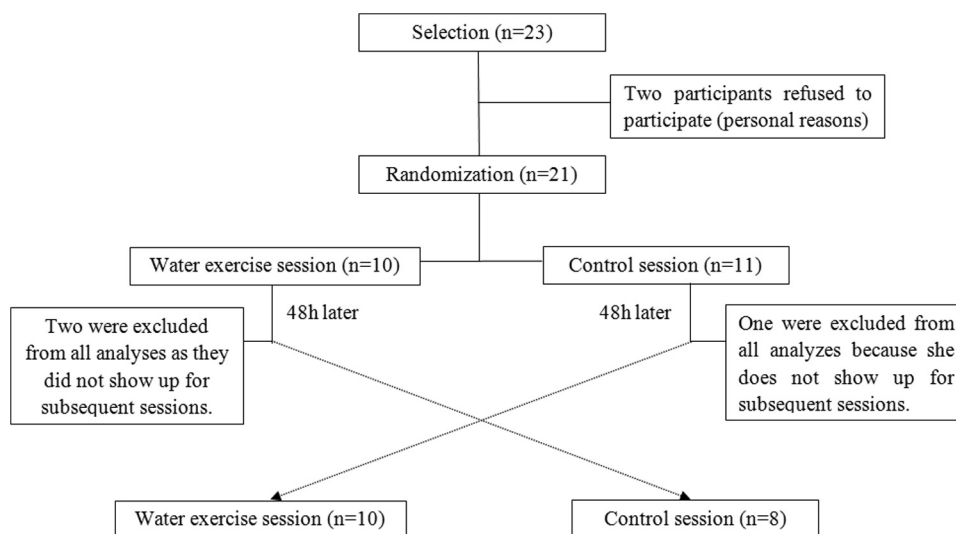 Selection (n=23)
Two participants refused to
participate (personal reasons)
Randomization (n=21)
Water exercise session (n=10)
Control session (n=11)
48h later
48h later
Two were excluded
from all analyses as they
did not show up for
subsequent sessions.
One were excluded from
all analyzes because she
does not show up for
subsequent sessions.
Water exercise session (n=10)
Control session (n=8)